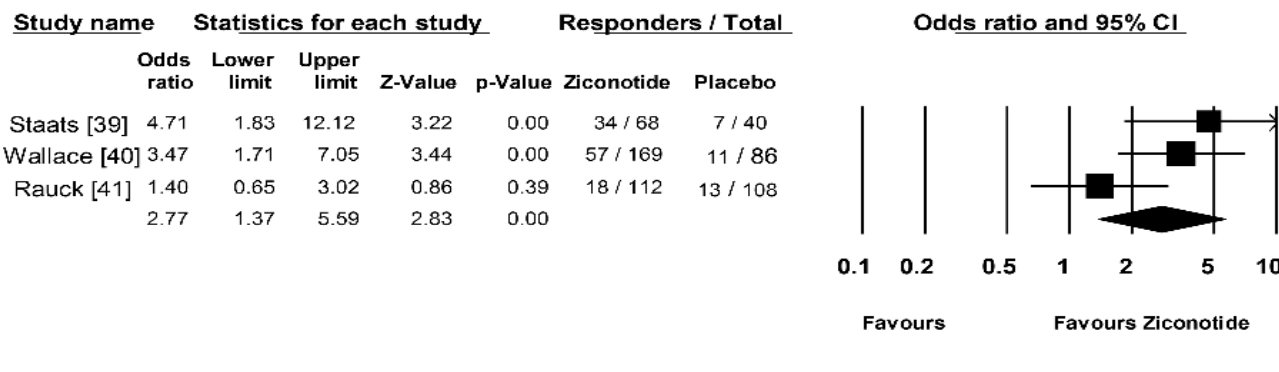 Study name Statistics for each study Responders / Total Odds ratio and 95% CI
Odds Lower Upper
ratio limit limit Z-Value p-Value Ziconotide Placebo
Staats [39] 4.71 1.83 12.12 3.22 0.00 34 / 68 7 / 40
Wallace [40] 3.47 1.71 7.05 3.44 0.00 57 / 169 11 / 86
Rauck [41] 1.40 0.65 3.02 0.86 0.39 18 / 112 13 / 108
2.77 1.37 5.59 2.83 0.00
0.1 0.2 0.5 1 2 5 10
Favours Favours Ziconotide